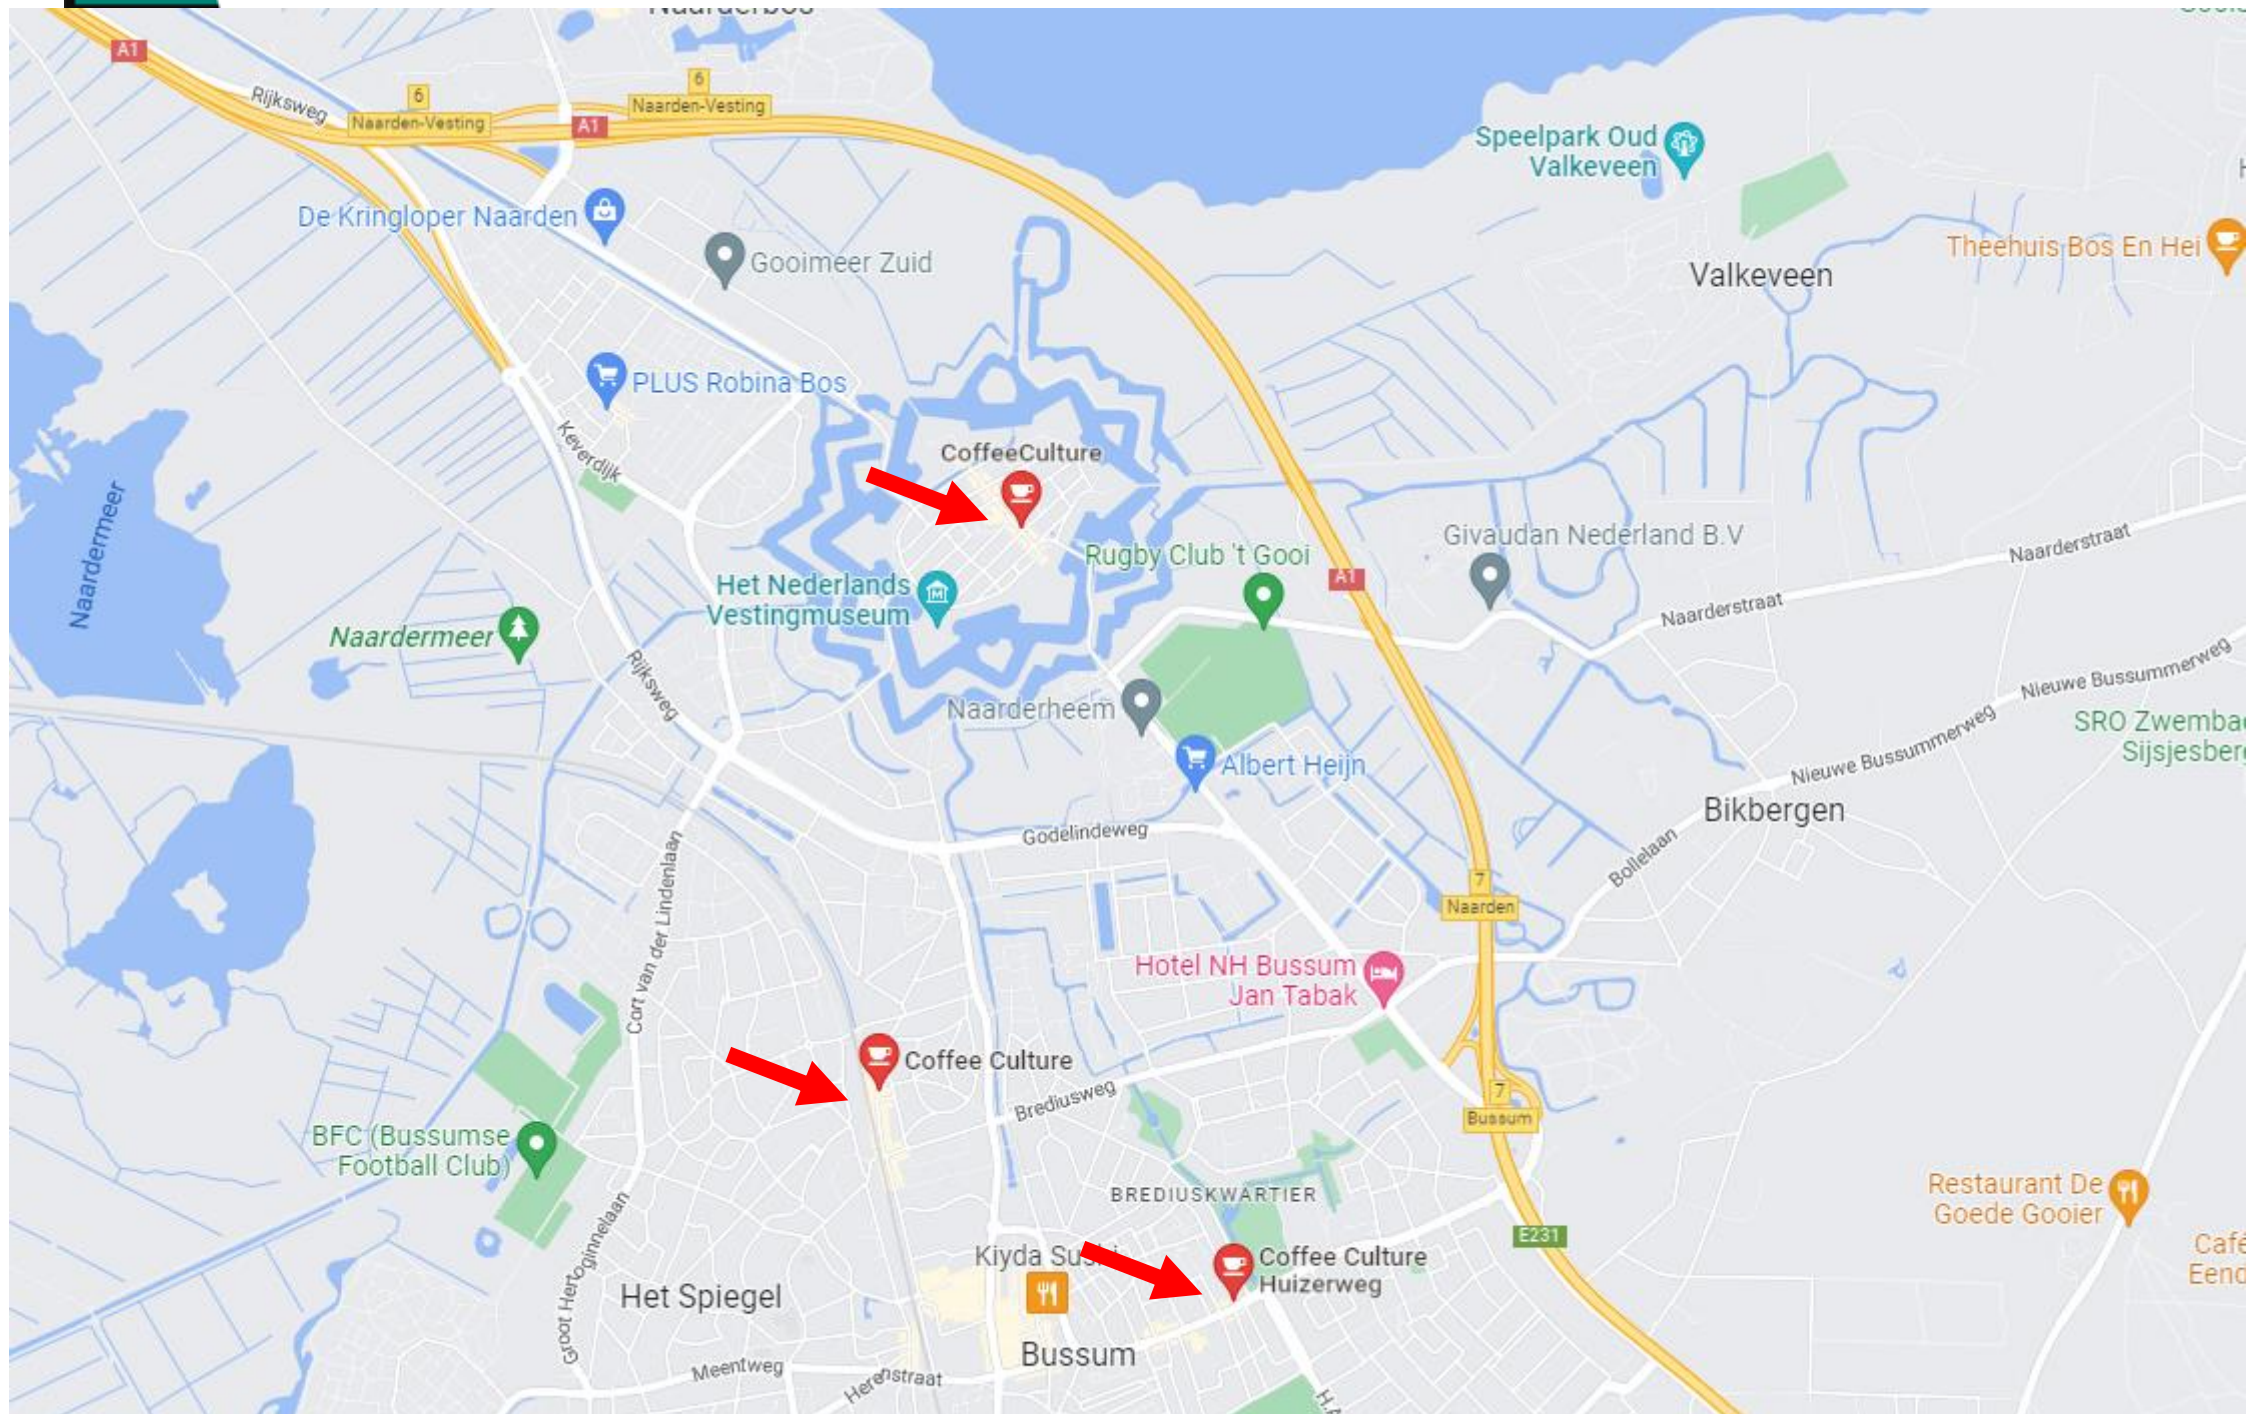 A1
Rijksweg
6
Naarden-Vesting
6
Naarden-Vesting
A1
Speelpark Oud
Valkeveen
De Kringloper Naarden
Gooimeer Zuid
Theehuis Bos En Hei
Valkeveen
PLUS Robina Bos
Keverdijk
CoffeeCulture
Naardermeer
Givaudan Nederland B.V
Naarderstraat
Rugby Club 't Gooi
A1
Het Nederlands
Vestingmuseum
Naarderstraat
Naardermeer
Rijksweg
Nieuwe Bussummerweg
Naarderheem
SRO Zwembad
Sijsjesberg
Nieuwe Bussummerweg
Albert Heijn
Bikbergen
Godelindeweg
Bollelaan
Cort van der Lindenlaan
7
Naarden
Hotel NH Bussum
Jan Tabak
Coffee Culture
Brediusweg
7
Bussum
BFC (Bussumse
Football Club)
BREDIUSKWARTIER
Restaurant De
Goede Gooier
E231
Groot Hertoginnelaan
Kiyda Sushi
Coffee Culture
Huizerweg
Café
Eend
Het Spiegel
Bussum
Meentweg
Herenstraat
H.A